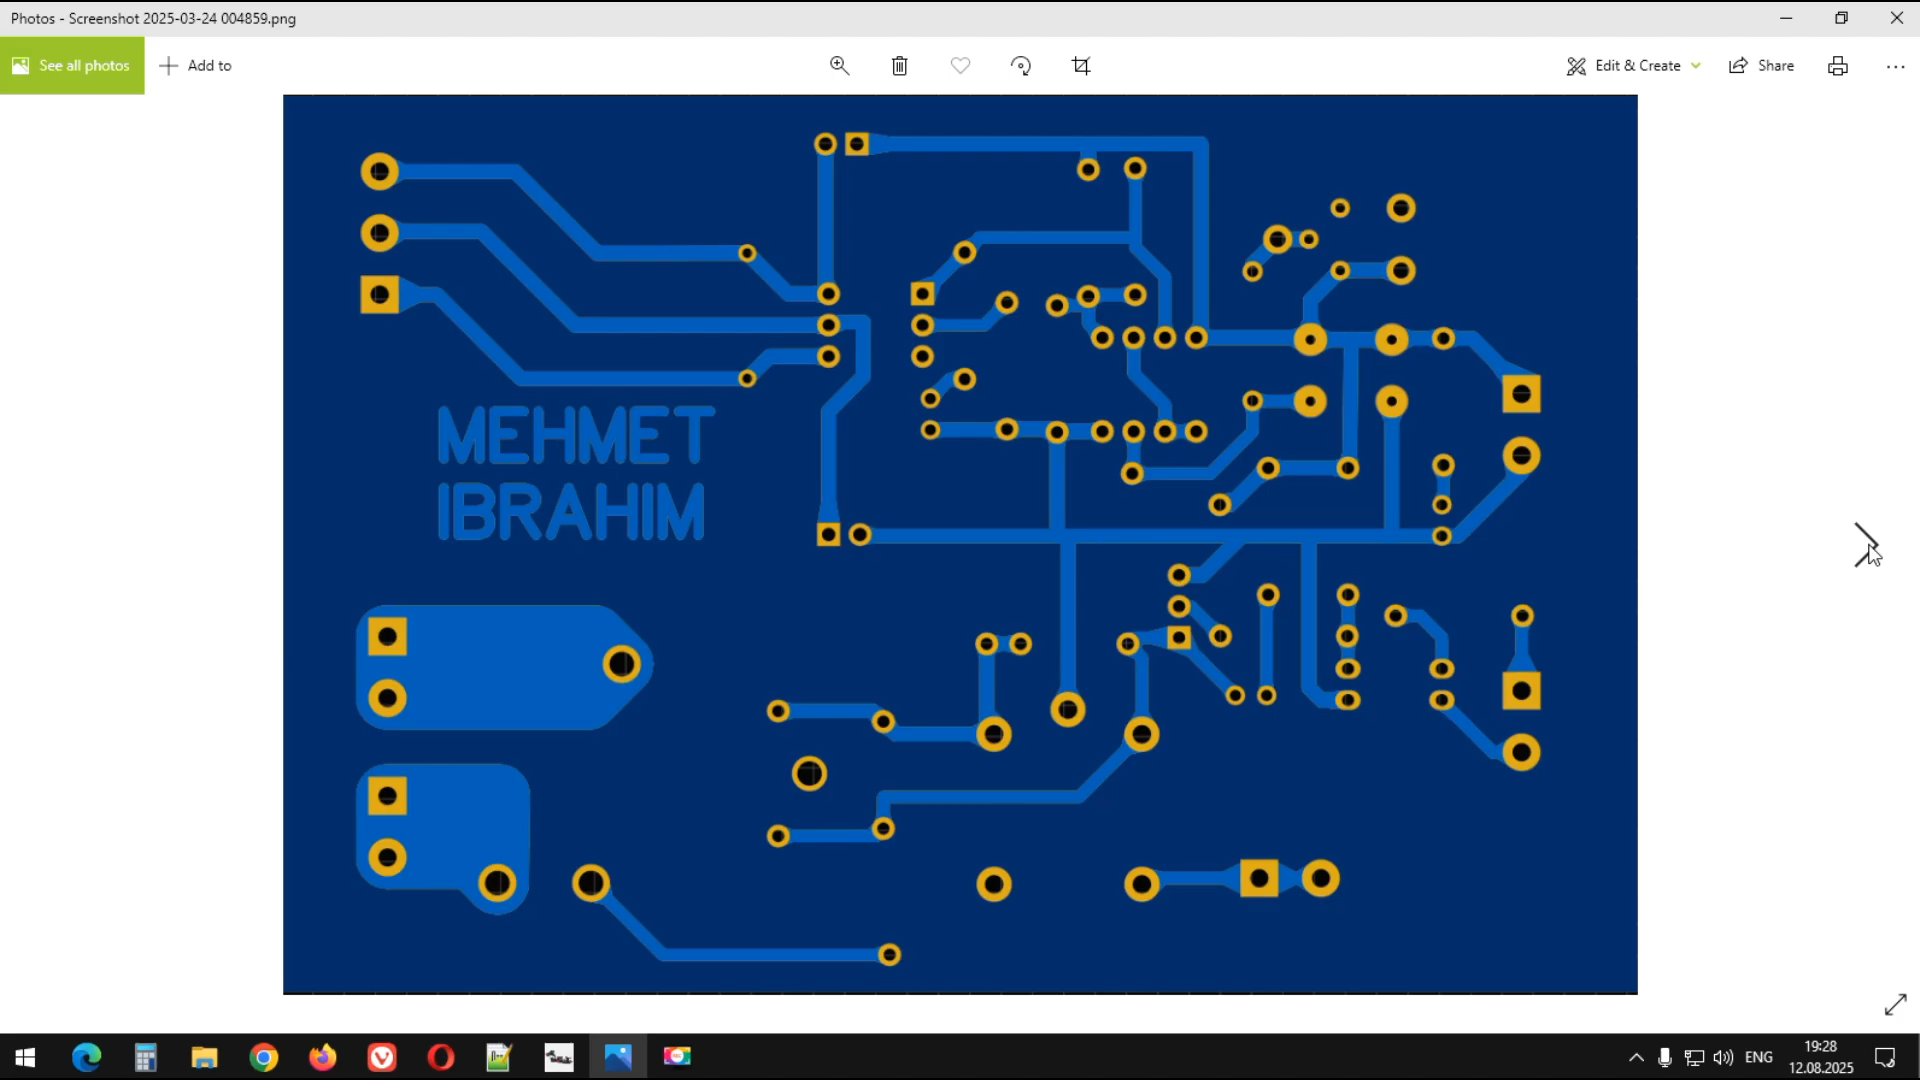 Photos - Screenshot 2025-03-24 004859.png
See all photos
Add to
Edit & Create
Share
MEHMET
IBRAHIM
ENG
19:28
12.08.2025